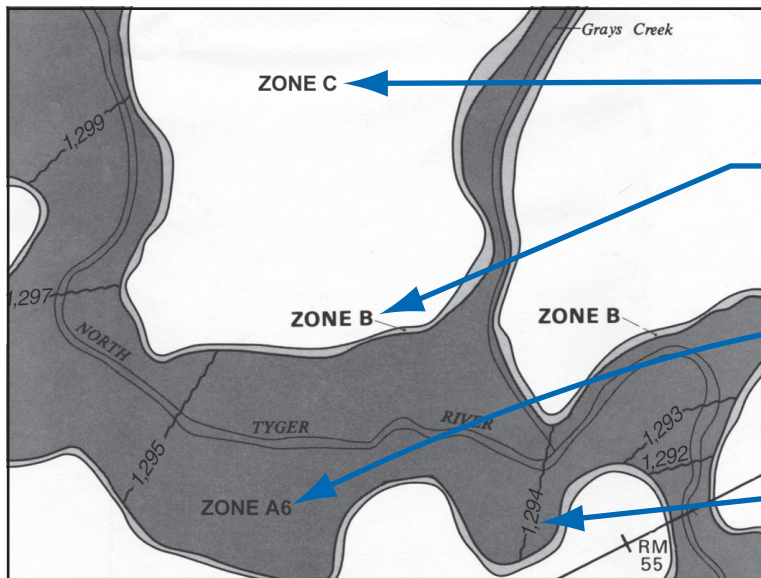 Grays Creek
ZONE C
1,299
1,297
ZONE B
ZONE B
NORTH
TYGER
RIVER
1,295
1,293
1,292
ZONE A6
1,294
RM
55